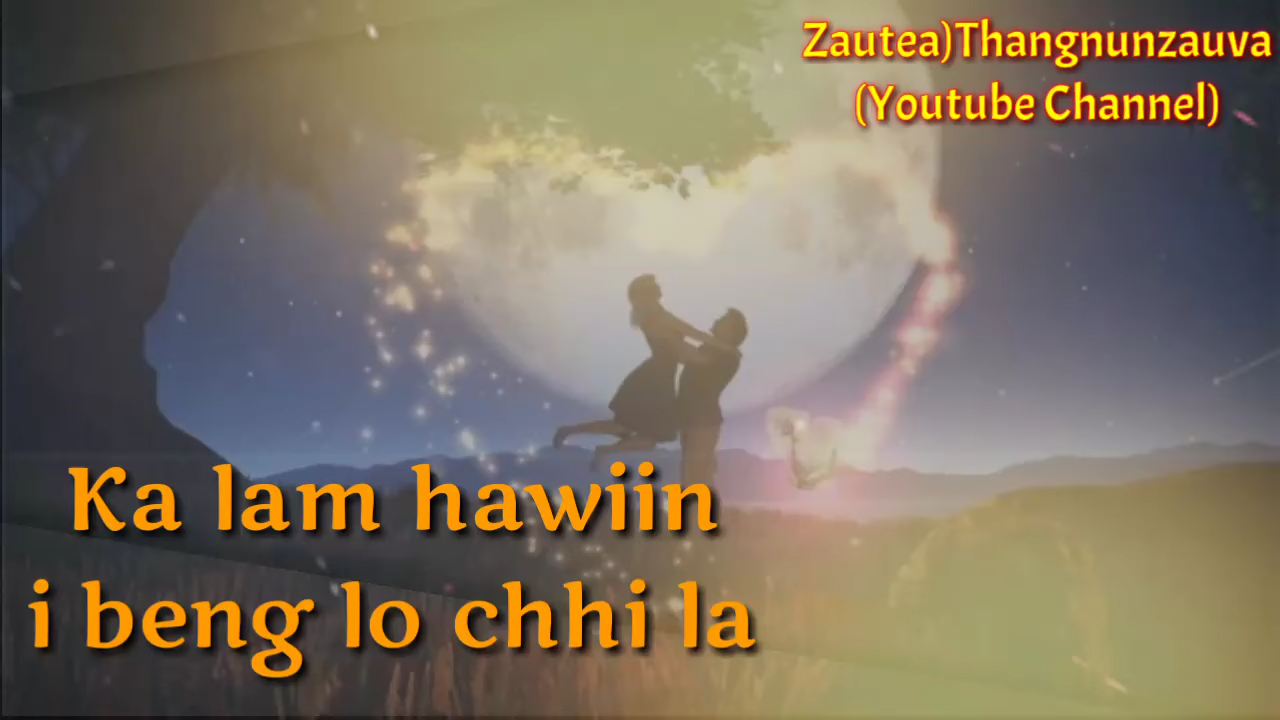 Zautea)Thangnunzauva
(Youtube Channel)
Ka lam hawiin
i beng lo chhi la